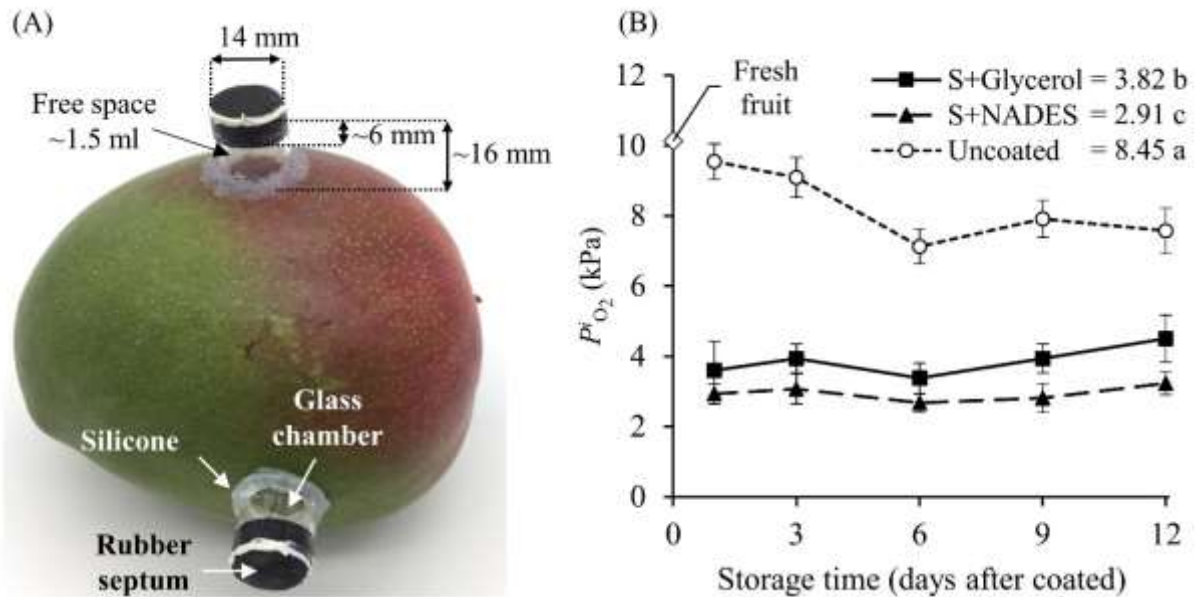 (A)
14 mm
Free space
~1.5 ml
~6 mm
~16 mm
Glass
chamber
Silicone
Rubber
septum
(B)
12
10
8
6
4
2
0
P^i_O2 (kPa)
Fresh
fruit
S+Glycerol = 3.82 b
S+NADES = 2.91 c
Uncoated = 8.45 a
0 3 6 9 12
Storage time (days after coated)